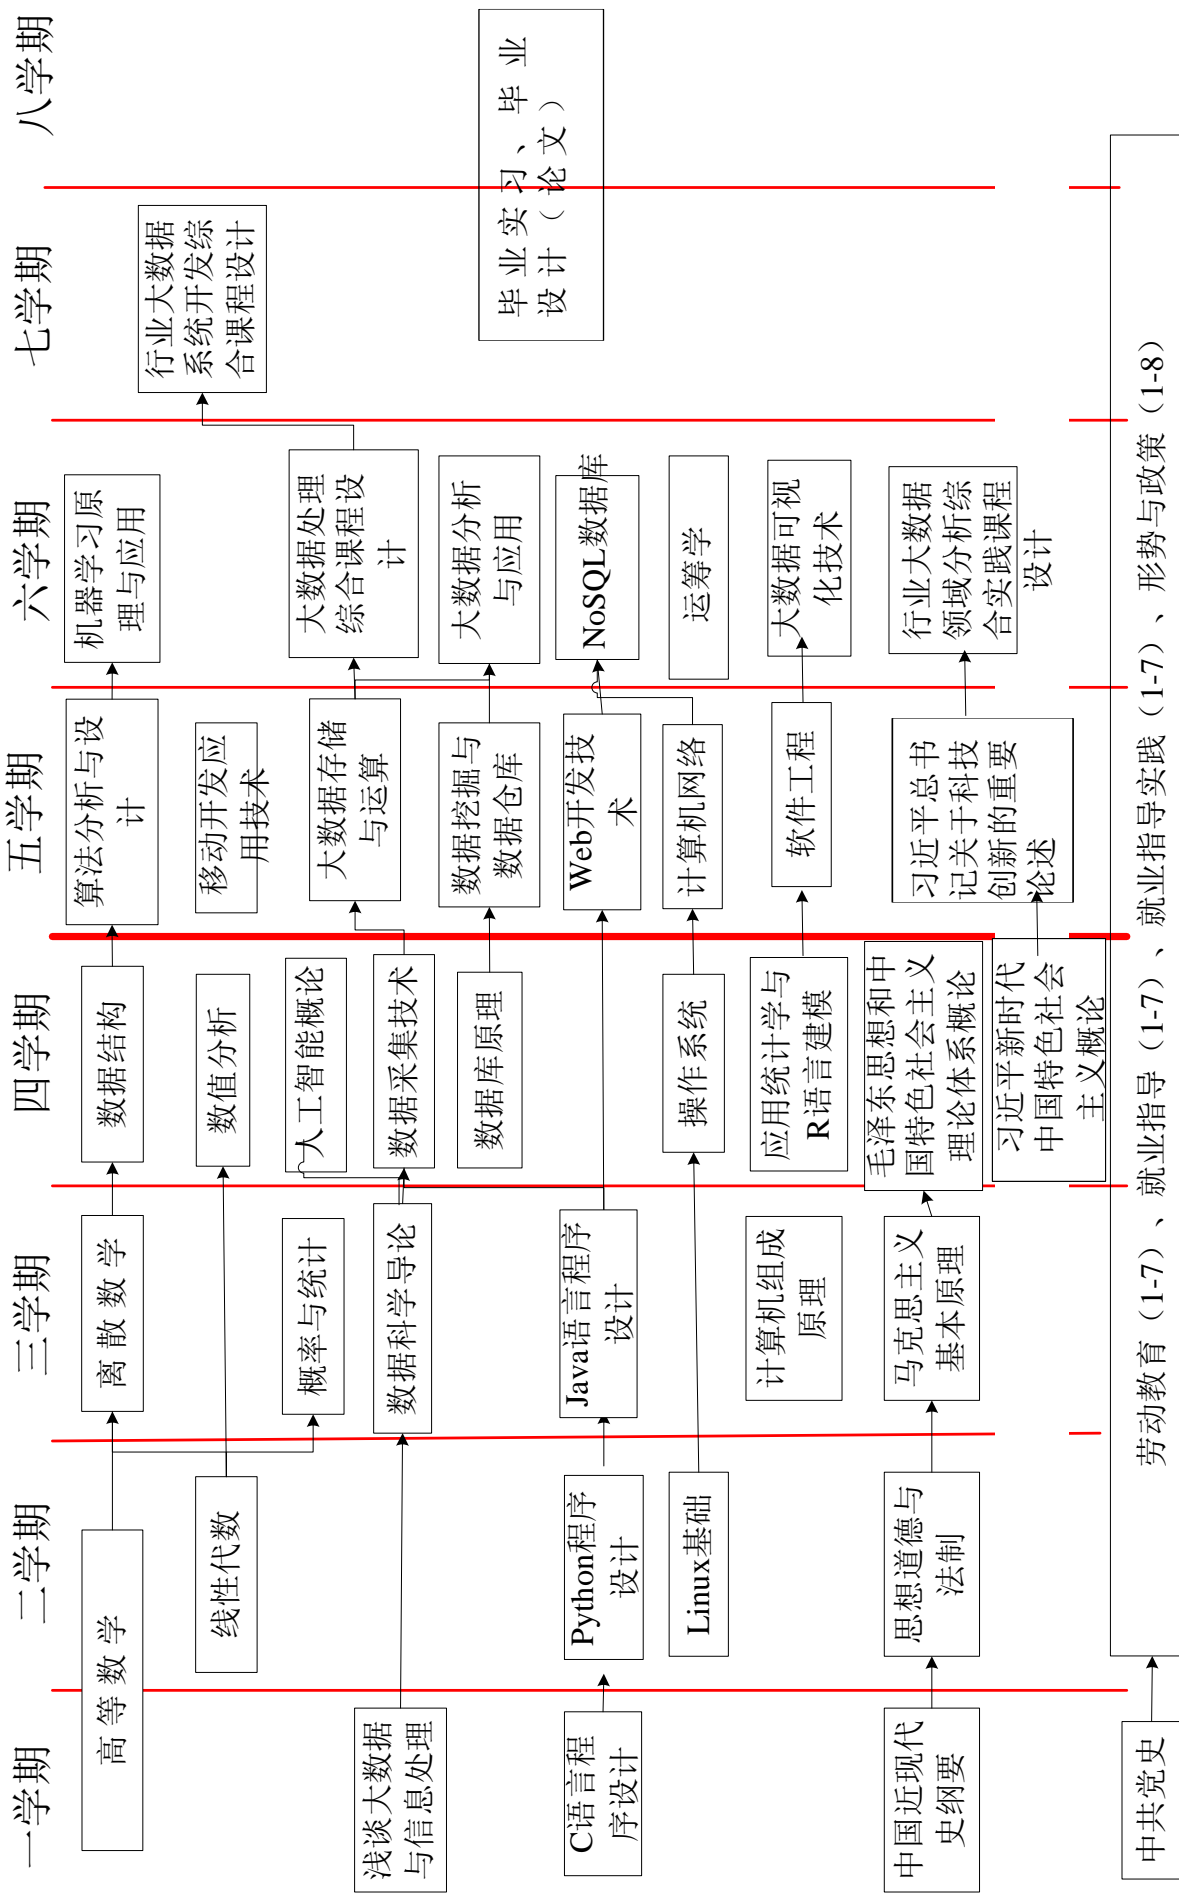 一学期
二学期
三学期
四学期
五学期
六学期
七学期
八学期
高等数学
离散数学
数据结构
算法分析与设
计
机器学习原
理与应用
行业大数据
系统开发综
合课程设计
线性代数
数值分析
移动开发应
用技术
概率与统计
人工智能概论
大数据存储
与运算
大数据处理
综合课程设
计
浅谈大数据
与信息处理
数据科学导论
数据采集技术
数据库原理
数据挖掘与
数据仓库
大数据分析
与应用
毕业实习、毕业
设计（论文）
C语言程
序设计
Python程序
设计
Java语言程序
设计
Web开发技
术
NoSQL数据库
Linux基础
操作系统
计算机网络
运筹学
计算机组成
原理
应用统计学与
R语言建模
软件工程
大数据可视
化技术
中国近现代
史纲要
思想道德与
法制
马克思主义
基本原理
毛泽东思想和中
国特色社会主义
理论体系概论
习近平总书
记关于科技
创新的重要
论述
行业大数据
领域分析综
合实践课程
设计
习近平新时代
中国特色社会
主义概论
中共党史
劳动教育（1-7）、就业指导（1-7）、就业指导实践（1-7）、形势与政策（1-8）